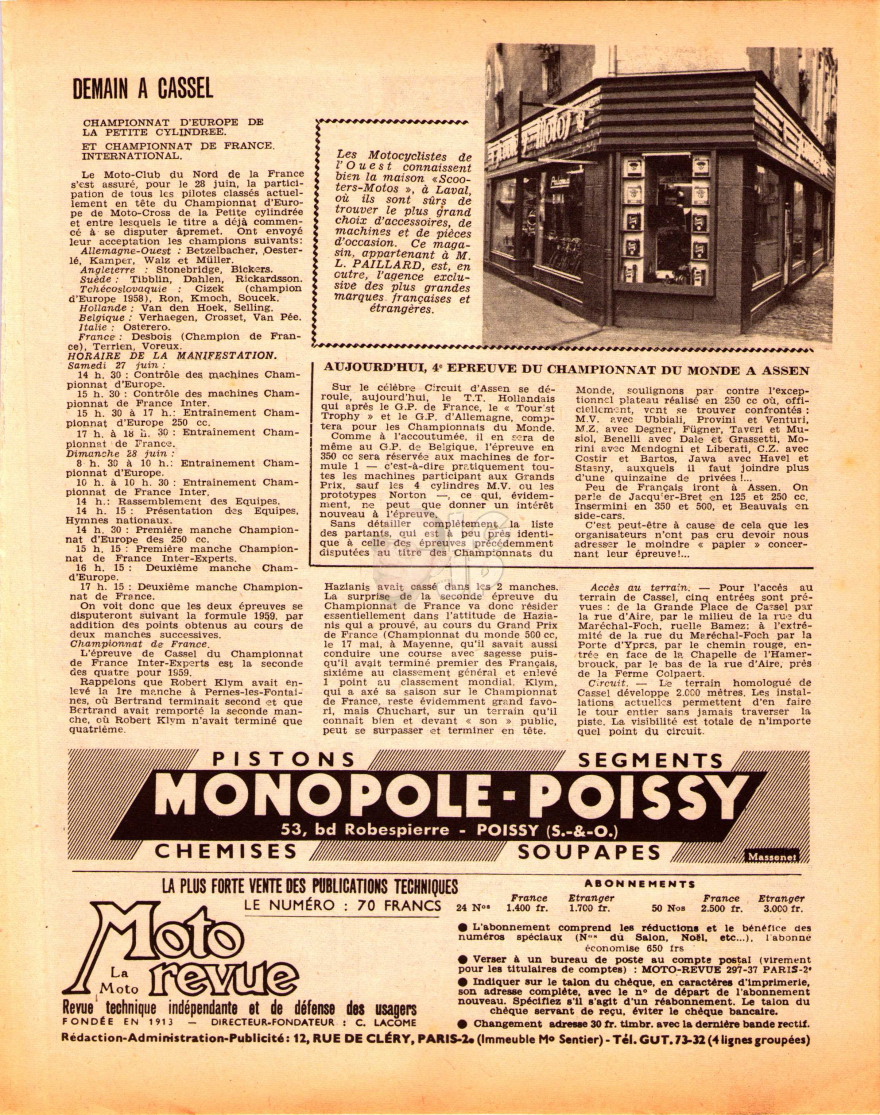 DEMAIN A CASSEL
CHAMPIONNAT D'EUROPE DE
LA PETITE CYLINDREE.
ET CHAMPIONNAT DE FRANCE
INTERNATIONAL.
Le Moto-Club du Nord de la France
s'est assuré, pour le 28 juin, la partici-
pation de tous les pilotes classés actuel-
lement en tête du Championnat d'Euro-
pe de Moto-Cross de la Petite cylindrée
et entre lesquels le titre a déjà commen-
cé à se disputer âpremet. Ont envoyé
leur acceptation les champions suivants:
Allemagne-Ouest : Betzelbacher, Oester-
lé, Kamper, Walz et Müller.
Angleterre : Stonebridge, Bickers.
Suède : Tibblin, Dahlen, Rickardsson.
Tchécoslovaquie : Cizek (champion
d'Europe 1958), Ron, Kmoch, Soucek.
Hollande : Van den Hoek, Selling.
Belgique : Verhaegen, Crosset, Van Pée.
Italie : Osterero.
France : Desbois (Champion de Fran-
ce), Terrien, Voreux.
HORAIRE DE LA MANIFESTATION.
Samedi 27 juin :
14 h. 30 : Contrôle des machines Cham-
pionnat d'Europe.
15 h. 30 : Contrôle des machines Cham-
pionnat de France Inter.
15 h. 30 à 17 h.: Entraînement Cham-
pionnat d'Europe 250 cc.
17 h. à 18 h. 30 : Entraînement Cham-
pionnat de France.
Dimanche 28 juin :
8 h. 30 à 10 h.: Entrainement Cham-
pionnat d'Europe.
10 h. à 10 h. 30 : Entraînement Cham-
pionnat de France Inter.
14 h.: Rassemblement des Equipes.
14 h. 15 : Présentation des Equipes,
Hymnes nationaux.
14 h. 30 : Première manche Champion-
nat d'Europe des 250 cc.
15 h. 15 : Première manche Champion-
nat de France Inter-Experts.
16 h. 15 : Deuxième manche Cham-
d'Europe.
17 h. 15 : Deuxième manche Champion-
nat de France.
On voit donc que les deux épreuves se
disputeront suivant la formule 1959, par
addition des points obtenus au cours de
deux manches successives.
Championnat de France.
L'épreuve de Cassel du Championnat
de France Inter-Experts est la seconde
des quatre pour 1959.
Rappelons que Robert Klym avait en-
levé la 1re manche à Pernes-les-Fontai-
nes, où Bertrand terminait second et que
Bertrand avait remporté la seconde man-
che, où Robert Klym n'avait terminé que
quatrième.
Les Motocyclistes de
l'Ouest connaissent
bien la maison «Scoo-
ters-Motos », à Laval,
où ils sont sûrs de
trouver le plus grand
choix d'accessoires, de
machines et de pièces
d'occasion. Ce maga-
sin, appartenant à M.
L. PAILLARD, est, en
outre, l'agence exclu-
sive des plus grandes
marques françaises et
étrangères.
AUJOURD'HUI, 4e EPREUVE DU CHAMPIONNAT DU MONDE A ASSEN
Sur le célèbre Circuit d'Assen se dé-
roule, aujourd'hui, le T.T. Hollandais
qui après le G.P. de France, le « Tourist
Trophy » et le G.P. d'Allemagne, comp-
tera pour les Championnats du Monde.
Comme à l'accoutumée, il en sera de
même au G.P. de Belgique, l'épreuve en
350 cc sera réservée aux machines de for-
mule 1 — c'est-à-dire pratiquement tou-
tes les machines participant aux Grands
Prix, sauf les 4 cylindres M.V. ou les
prototypes Norton —, ce qui, évidem-
ment, ne peut que donner un intérêt
nouveau à l'épreuve.
Sans détailler complètement la liste
des partants, qui est à peu près identi-
que à celle des épreuves précédemment
disputées au titre des Championnats du
Monde, soulignons par contre l'excep-
tionnel plateau réalisé en 250 cc où, offi-
ciellement, vont se trouver confrontés :
M.V. avec Ubbiali, Provini et Venturi,
M.Z. avec Degner, Fügner, Taveri et Mu-
siol, Benelli avec Dale et Grassetti, Mo-
rini avec Mendogni et Liberati, C.Z. avec
Costir et Bartos, Jawa avec Havel et
Stasny, auxquels il faut joindre plus
d'une quinzaine de privées !...
Peu de Français iront à Assen. On
parle de Jacquier-Bret en 125 et 250 cc,
Insermini en 350 et 500, et Beauvais en
side-cars.
C'est peut-être à cause de cela que les
organisateurs n'ont pas cru devoir nous
adresser le moindre « papier » concer-
nant leur épreuve!...
Hazianis avait cassé dans les 2 manches.
La surprise de la seconde épreuve du
Championnat de France va donc résider
essentiellement dans l'attitude de Hazia-
nis qui a prouvé, au cours du Grand Prix
de France (Championnat du monde 500 cc,
le 17 mai, à Mayenne, qu'il savait aussi
conduire une course avec sagesse puis-
qu'il avait terminé premier des Français,
sixième au classement général et enlevé
1 point au classement mondial. Klym,
qui a axé sa saison sur le Championnat
de France, reste évidemment grand favo-
ri, mais Chuchart, sur un terrain qu'il
connait bien et devant « son » public,
peut se surpasser et terminer en tête.
Accès au terrain. — Pour l'accès au
terrain de Cassel, cinq entrées sont pré-
vues : de la Grande Place de Cassel par
la rue d'Aire, par le milieu de la rue du
Maréchal-Foch, ruelle Bamez; à l'extré-
mité de la rue du Maréchal-Foch par la
Porte d'Ypres, par le chemin rouge, en-
trée en face de la Chapelle de l'Hamer-
brouck, par le bas de la rue d'Aire, près
de la Ferme Colpaert.
Circuit. — Le terrain homologué de
Cassel développe 2.000 mètres. Les instal-
lations actuelles permettent d'en faire
le tour entier sans jamais traverser la
piste. La visibilité est totale de n'importe
quel point du circuit.
PISTONS SEGMENTS
MONOPOLE-POISSY
53, bd Robespierre - POISSY (S.-&-O.)
CHEMISES SOUPAPES
Massenet
LA PLUS FORTE VENTE DES PUBLICATIONS TECHNIQUES
LE NUMÉRO : 70 FRANCS
Moto
revue
La
Moto
Revue technique indépendante et de défense des usagers
FONDÉE EN 1913 — DIRECTEUR-FONDATEUR : C. LACOME
ABONNEMENTS
France Etranger France Etranger
24 Nos 1.400 fr. 1.700 fr. 50 Nos 2.500 fr. 3.000 fr.
● L'abonnement comprend les réductions et le bénéfice des
numéros spéciaux (Nos du Salon, Noël, etc...), l'abonné
économise 650 frs
● Verser à un bureau de poste au compte postal (virement
pour les titulaires de comptes) : MOTO-REVUE 297-37 PARIS-2e
● Indiquer sur le talon du chèque, en caractères d'imprimerie,
son adresse complète, avec le n° de départ de l'abonnement
nouveau. Spécifiez s'il s'agit d'un réabonnement. Le talon du
chèque servant de reçu, éviter le chèque bancaire.
● Changement adresse 30 fr. timbr. avec la dernière bande rectif.
Rédaction-Administration-Publicité : 12, RUE DE CLÉRY, PARIS-2e (Immeuble Mo Sentier) - Tél. GUT. 73-32 (4 lignes groupées)